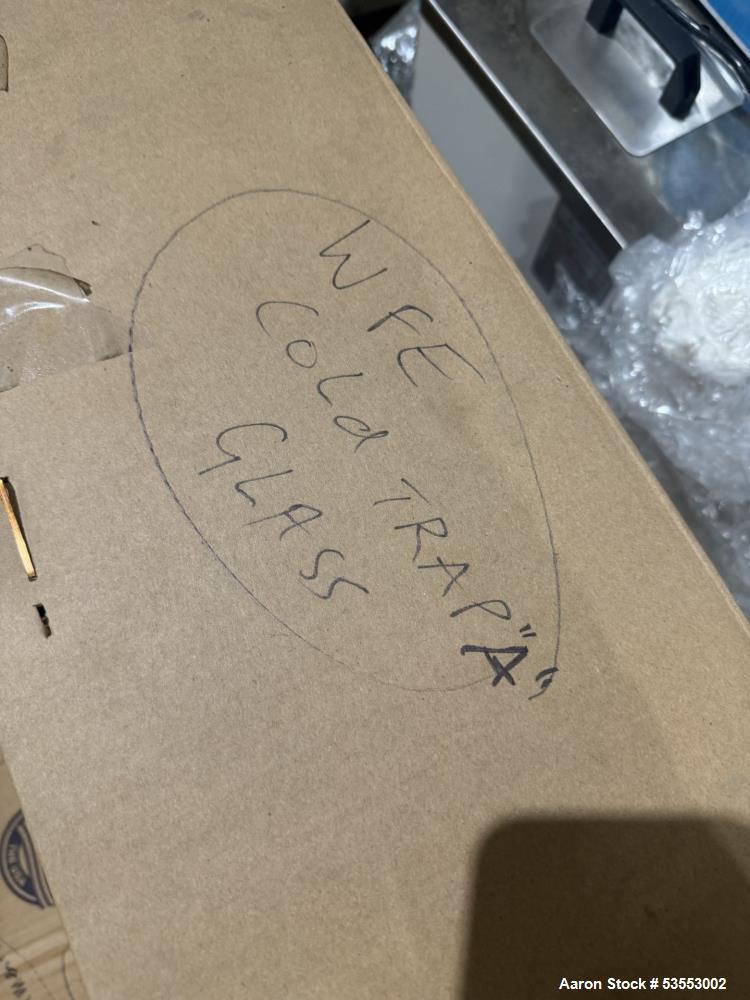 WFE
Cold TRAP "A"
GLASS
Aaron Stock # 53553002